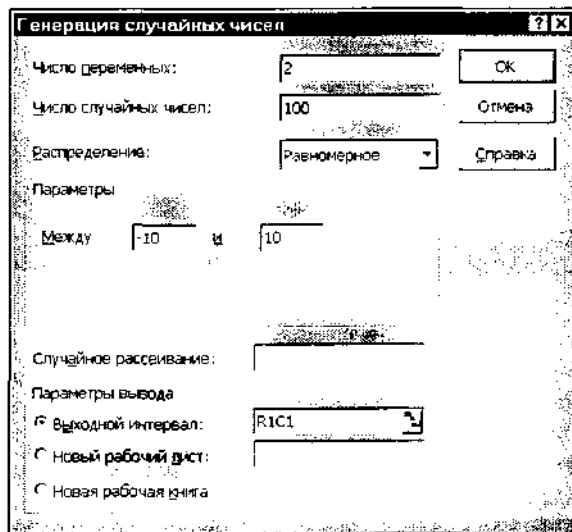 Генерация случайных чисел
Число переменных: 2 ОК
Число случайных чисел: 100 Отмена
Распределение: Равномерное Справка
Параметры
Между -10 и 10
Случайное рассеивание:
Параметры вывода
Выходной интервал: R1C1
Новый рабочий лист:
Новая рабочая книга